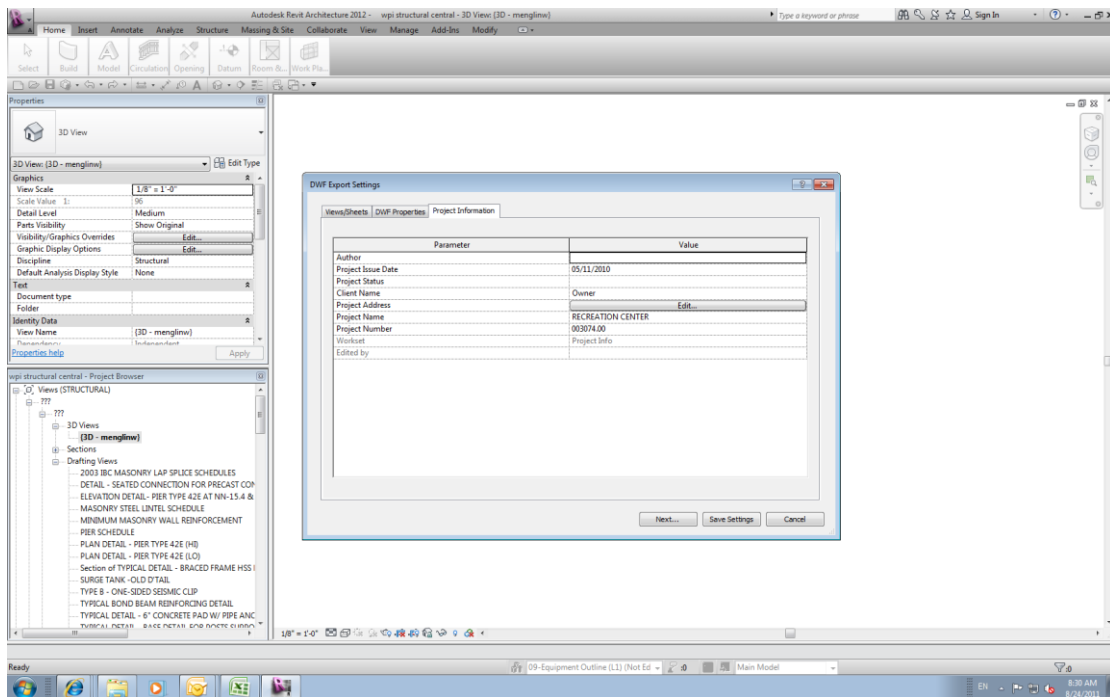 Autodesk Revit Architecture 2012 - wpi structural central - 3D View: {3D - menglinw}
Type a keyword or phrase
Sign In
Home Insert Annotate Analyze Structure Massing & Site Collaborate View Manage Add-Ins Modify
Select Build Model Circulation Opening Datum Room &... Work Pla...
Properties
3D View
3D View: {3D - menglinw} Edit Type
Graphics
View Scale 1/8" = 1'-0"
Scale Value 1: 96
Detail Level Medium
Parts Visibility Show Original
Visibility/Graphics Overrides Edit...
Graphic Display Options Edit...
Discipline Structural
Default Analysis Display Style None
Text
Document type
Folder
Identity Data
View Name {3D - menglinw}
Dependency Independent
Properties help Apply
wpi structural central - Project Browser
Views (STRUCTURAL)
???
???
3D Views
{3D - menglinw}
Sections
Drafting Views
2003 IBC MASONRY LAP SPLICE SCHEDULES
DETAIL - SEATED CONNECTION FOR PRECAST CON
ELEVATION DETAIL- PIER TYPE 42E AT NN-15.4 &
MASONRY STEEL LINTEL SCHEDULE
MINIMUM MASONRY WALL REINFORCEMENT
PIER SCHEDULE
PLAN DETAIL - PIER TYPE 42E (HI)
PLAN DETAIL - PIER TYPE 42E (LO)
Section of TYPICAL DETAIL - BRACED FRAME HSS
SURGE TANK -OLD D'TAIL
TYPE B - ONE-SIDED SEISMIC CLIP
TYPICAL BOND BEAM REINFORCING DETAIL
TYPICAL DETAIL - 6" CONCRETE PAD W/ PIPE ANC
TYPICAL DETAIL - BASE DETAIL FOR POSTS SUPPO
DWF Export Settings
Views/Sheets DWF Properties Project Information
Parameter Value
Author
Project Issue Date 05/11/2010
Project Status
Client Name Owner
Project Address Edit...
Project Name RECREATION CENTER
Project Number 003074.00
Workset Project Info
Edited by
Next... Save Settings Cancel
1/8" = 1'-0"
Ready
09-Equipment Outline (L1) (Not Ed :0 Main Model :0
EN 8:30 AM
8/24/2011